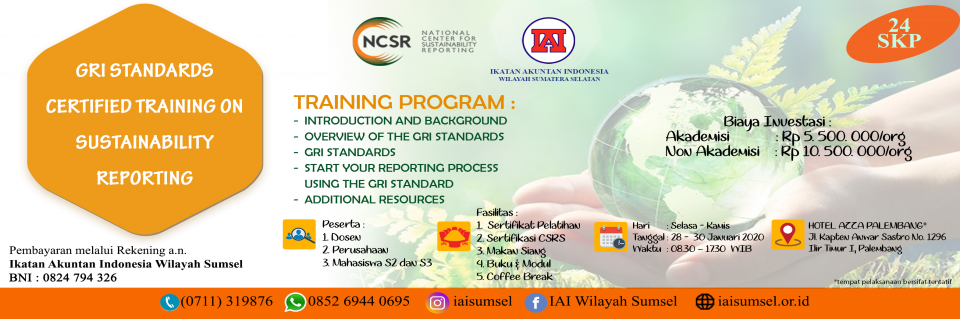 GRI STANDARDS
CERTIFIED TRAINING ON
SUSTAINABILITY
REPORTING
Pembayaran melalui Rekening a.n.
Ikatan Akuntan Indonesia Wilayah Sumsel
BNI : 0824 794 326
NCSR
NATIONAL
CENTER FOR
SUSTAINABILITY
REPORTING
IAI
IKATAN AKUNTAN INDONESIA
WILAYAH SUMATERA SELATAN
24
SKP
TRAINING PROGRAM :
- INTRODUCTION AND BACKGROUND
- OVERVIEW OF THE GRI STANDARDS
- GRI STANDARDS
- START YOUR REPORTING PROCESS
USING THE GRI STANDARD
- ADDITIONAL RESOURCES
Biaya Investasi :
Akademisi : Rp 5. 500. 000/org
Non Akademisi : Rp 10. 500. 000/org
Peserta :
1. Dosen
2. Perusahaan
3. Mahasiswa S2 dan S3
Fasilitas :
1. Sertifikat Pelatihan
2. Sertifikasi CSRS
3. Makan Siang
4. Buku & Modul
5. Coffee Break
Hari : Selasa - Kamis
Tanggal : 28 - 30 Januari 2020
Waktu : 08.30 - 17.30 WIB
HOTEL AZZA PALEMBANG*
Jl. Kapten Anwar Sastro No. 1296
Ilir Timur I, Palembang
*tempat pelaksanaan bersifat tentatif
(0711) 319876
0852 6944 0695
iaisumsel
IAI Wilayah Sumsel
iaisumsel.or.id